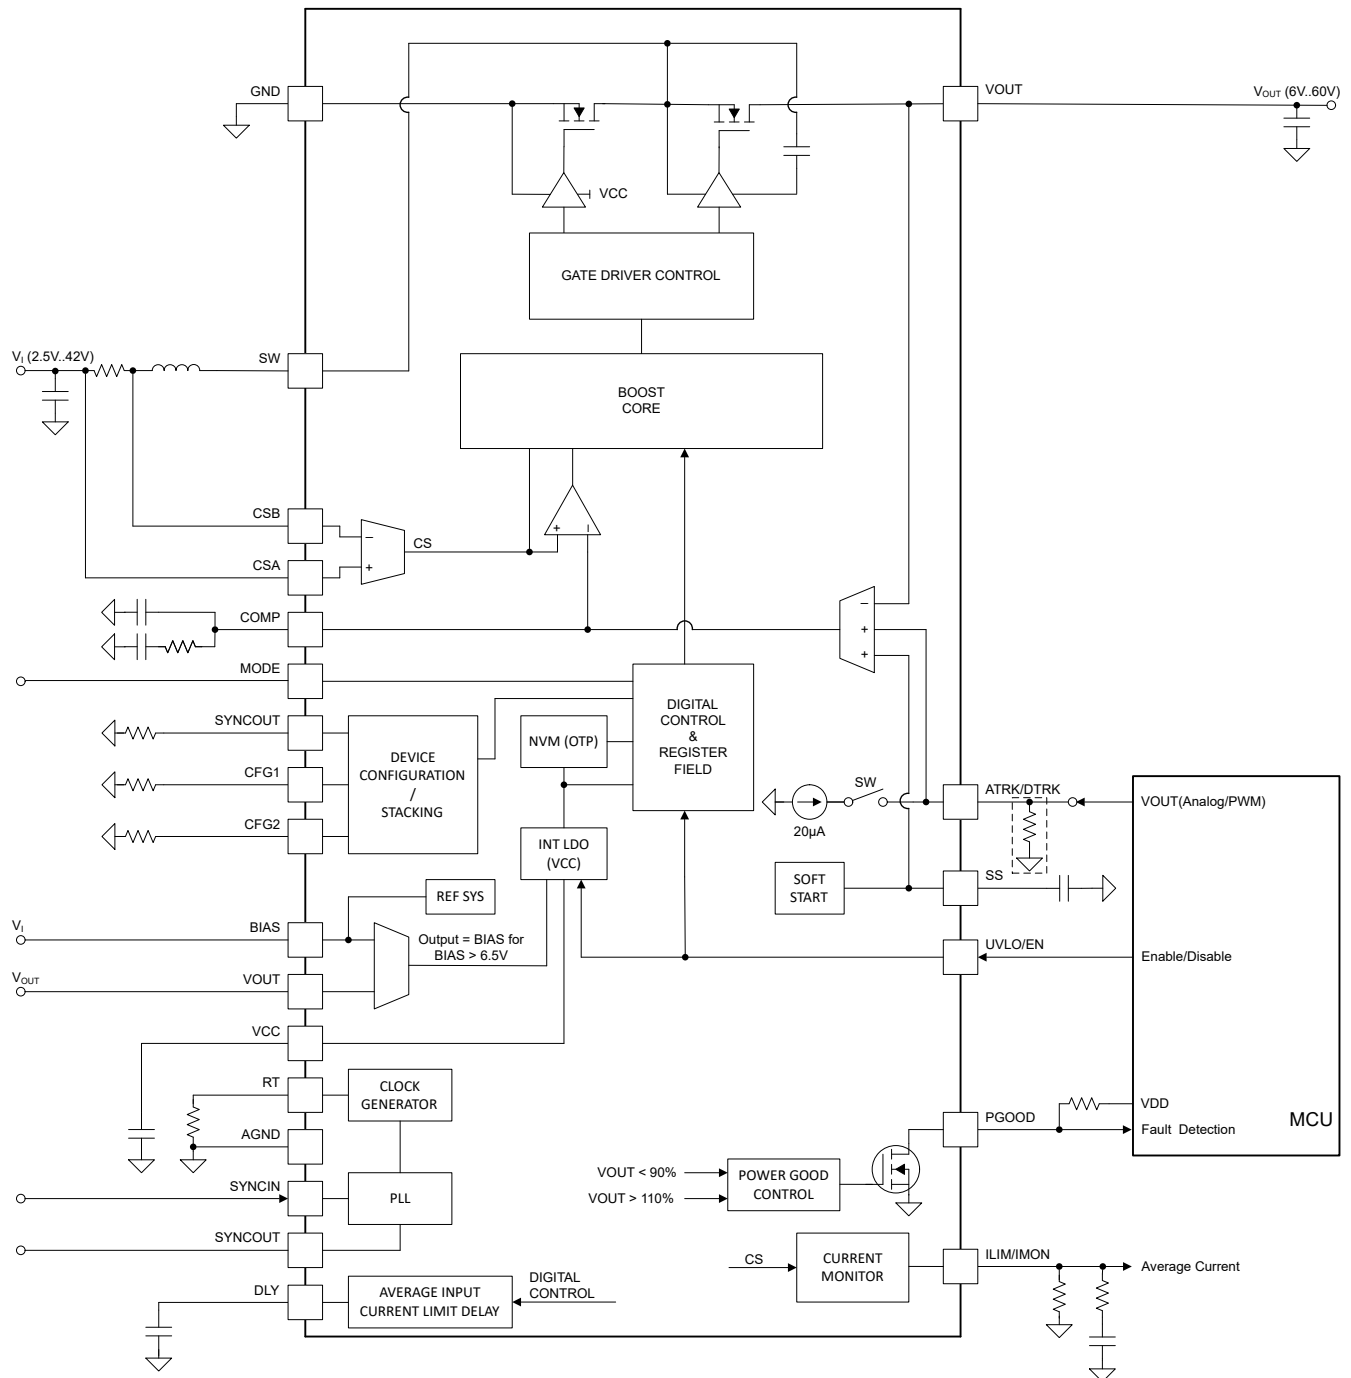 GND
VOUT
VOUT (6V..60V)
VCC
GATE DRIVER CONTROL
VI (2.5V..42V)
SW
BOOST
CORE
CSB
+
–
–
CS
CSA
+
–
COMP
+
+
MODE
SYNCOUT
DIGITAL
CONTROL
&
REGISTER
FIELD
NVM (OTP)
DEVICE
CONFIGURATION
/
STACKING
CFG1
CFG2
SW
20µA
ATRK/DTRK
VOUT(Analog/PWM)
INT LDO
(VCC)
SOFT
START
SS
REF SYS
VI
BIAS
Output = BIAS for
BIAS > 6.5V
UVLO/EN
Enable/Disable
VOUT
VOUT
VCC
RT
CLOCK
GENERATOR
AGND
VDD
PGOOD
Fault Detection
MCU
VOUT < 90%
VOUT > 110%
POWER GOOD
CONTROL
SYNCIN
PLL
SYNCOUT
CS
CURRENT
MONITOR
ILIM/IMON
Average Current
DLY
AVERAGE INPUT
CURRENT LIMIT DELAY
DIGITAL
CONTROL